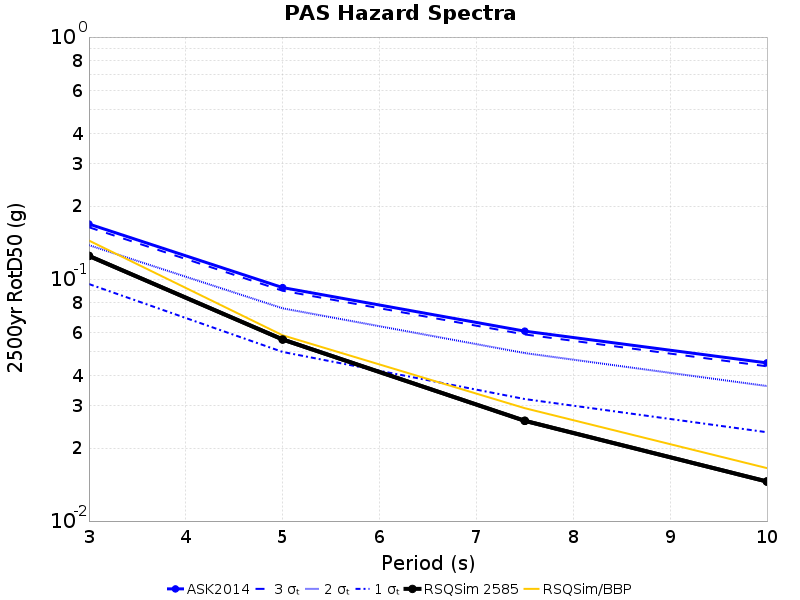 PAS Hazard Spectra
2500yr RotD50 (g)
10^0
8
6
4
3
2
10^-1
8
6
4
3
2
10^-2
3 4 5 6 7 8 9 10
Period (s)
ASK2014 3 σₜ 2 σₜ 1 σₜ RSQSim 2585 RSQSim/BBP